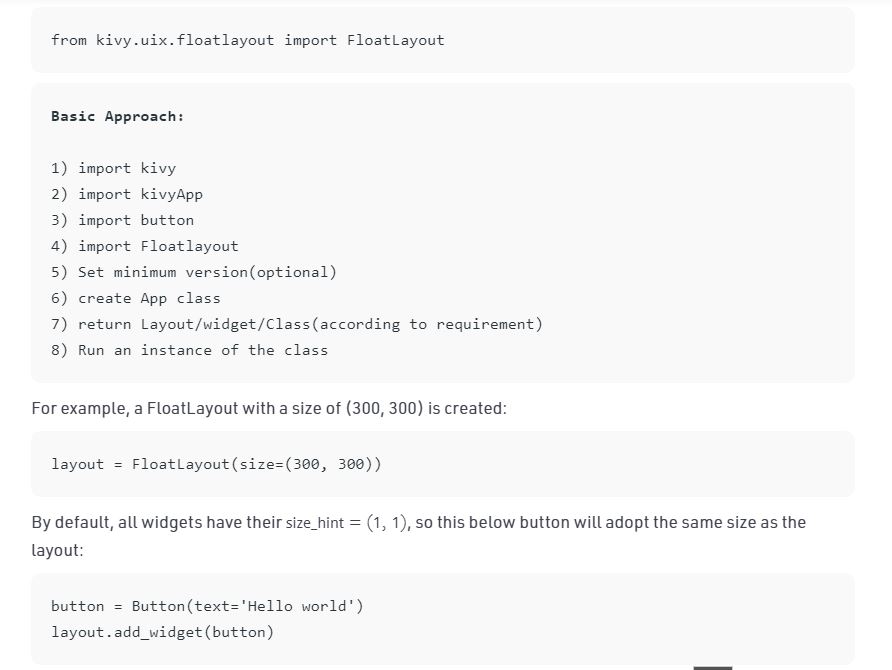 from kivy.uix.floatlayout import FloatLayout
Basic Approach:
1) import kivy
2) import kivyApp
3) import button
4) import Floatlayout
5) Set minimum version(optional)
6) create App class
7) return Layout/widget/Class(according to requirement)
8) Run an instance of the class
For example, a FloatLayout with a size of (300, 300) is created:
layout = FloatLayout(size=(300, 300))
By default, all widgets have their size_hint = (1, 1), so this below button will adopt the same size as the
layout:
button = Button(text='Hello world')
layout.add_widget(button)